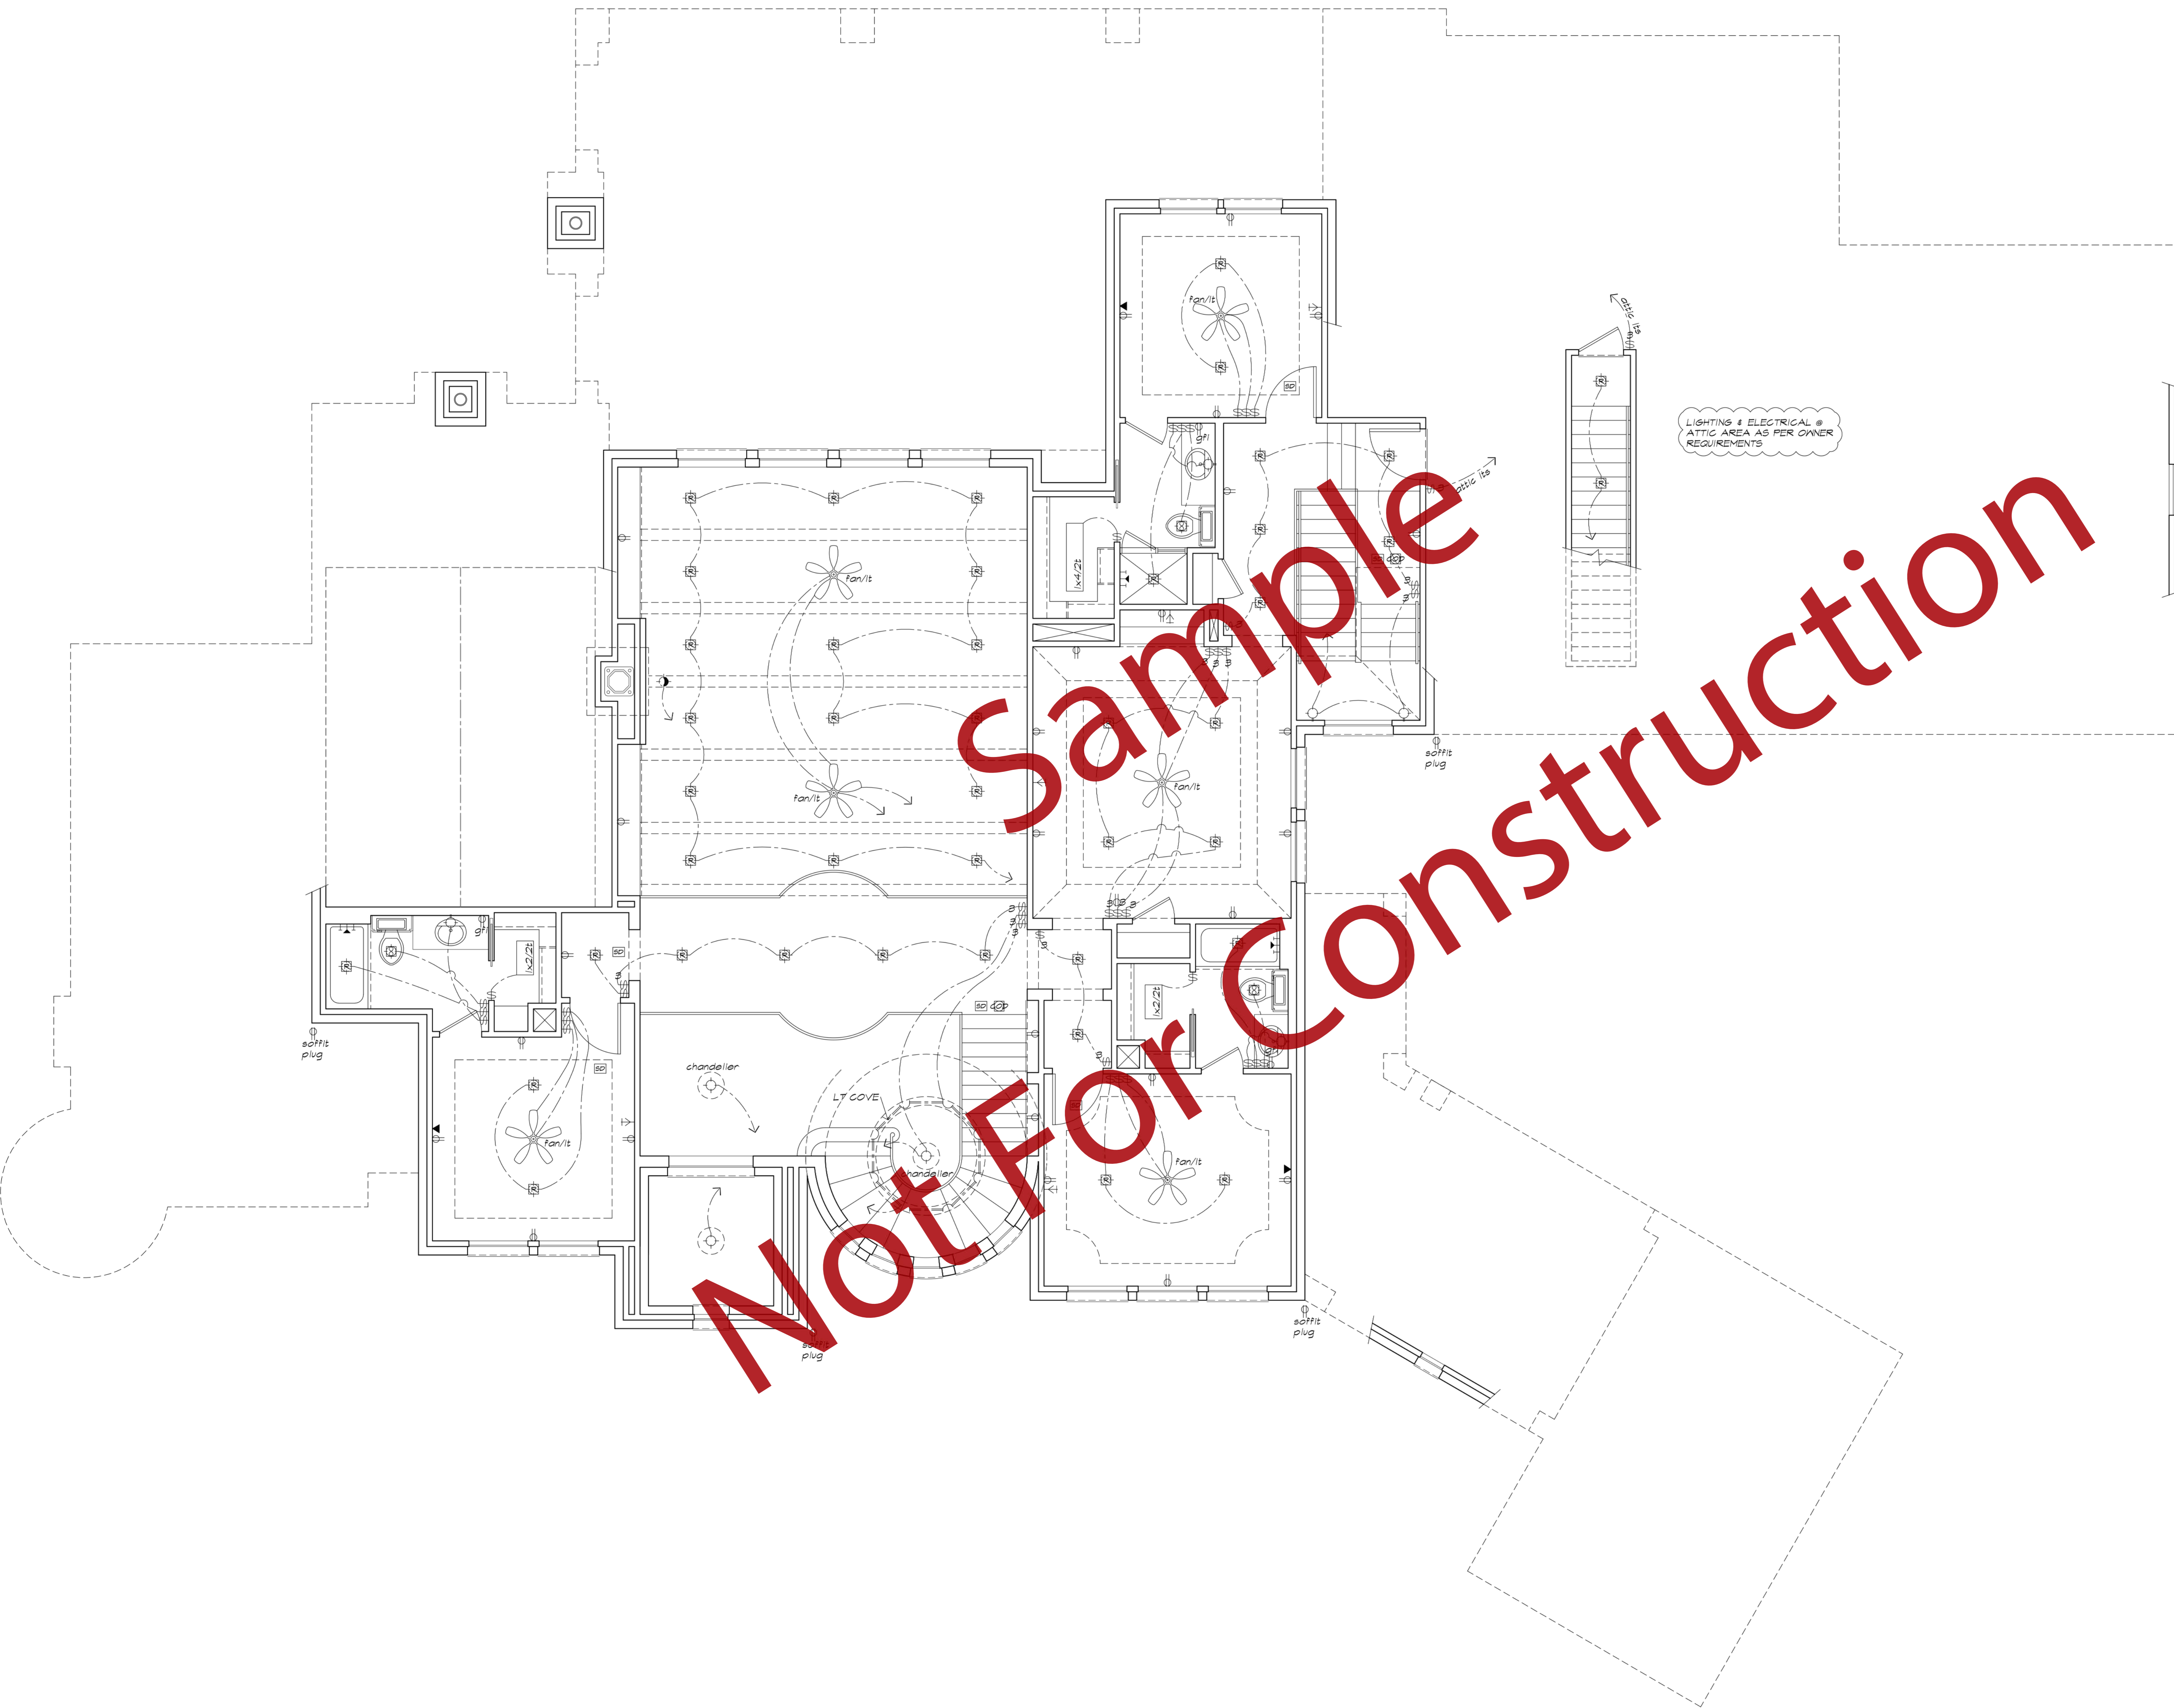 fan/lt
attic lts
LIGHTING & ELECTRICAL @
ATTIC AREA AS PER OWNER
REQUIREMENTS
gfi
attic lts
fan/lt
1x4/2t
SD
soffit
plug
fan/lt
fan/lt
gfi
1x2/2t
SD
SD
1x2/2t
soffit
plug
SD
chandelier
LT COVE
fan/lt
chandelier
fan/lt
soffit
plug
soffit
plug
Sample
Not For Construction